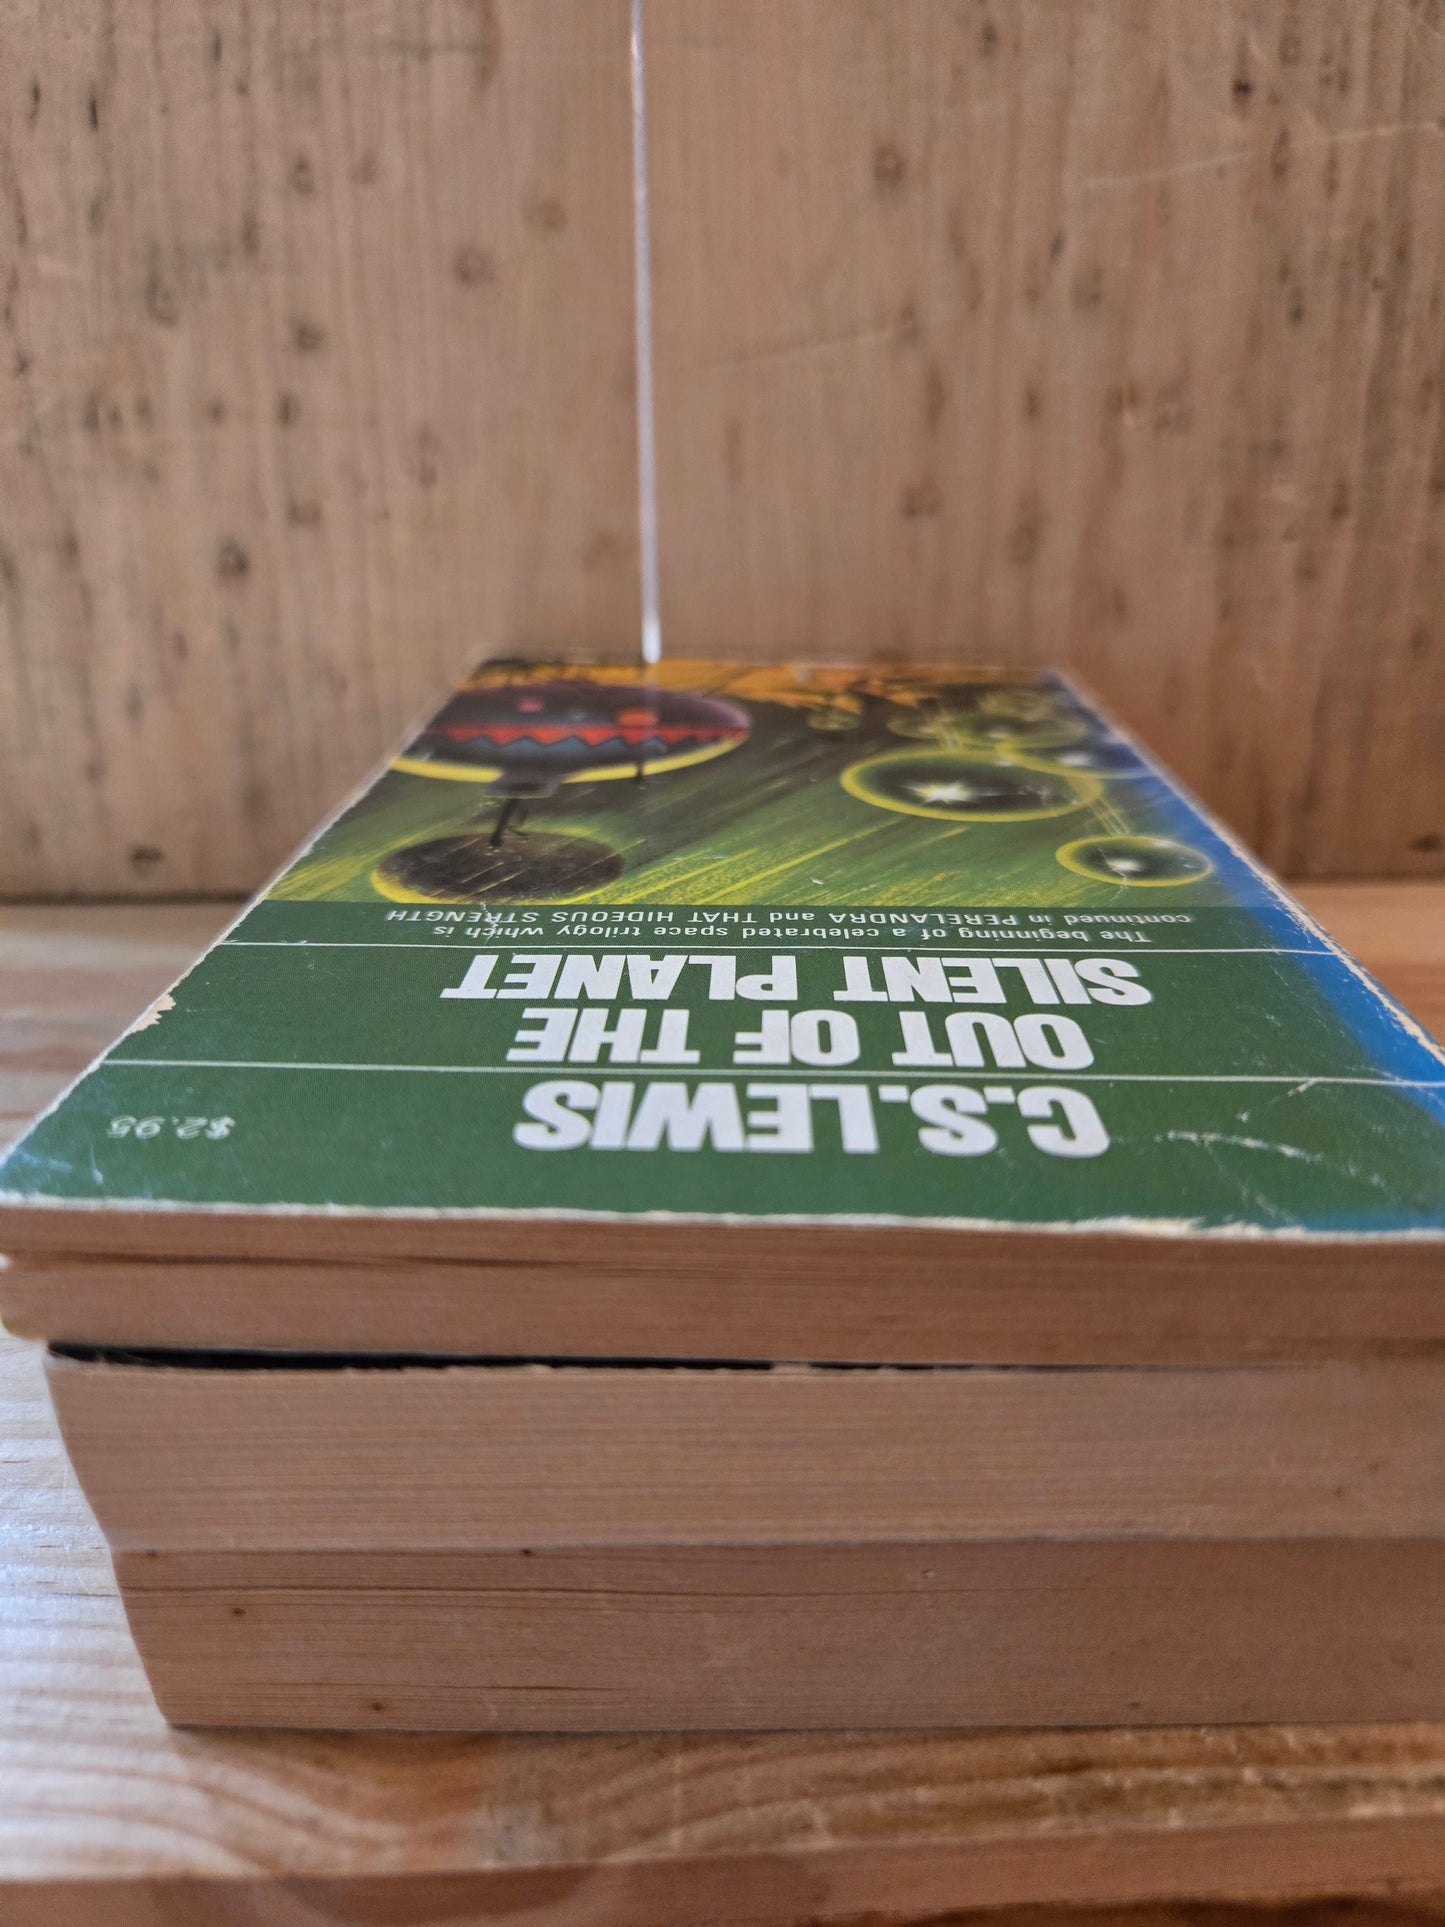 $2.95
C.S. LEWIS
OUT OF THE
SILENT PLANET
The beginning of a celebrated space trilogy which is
continued in PERELANDRA and THAT HIDEOUS STRENGTH